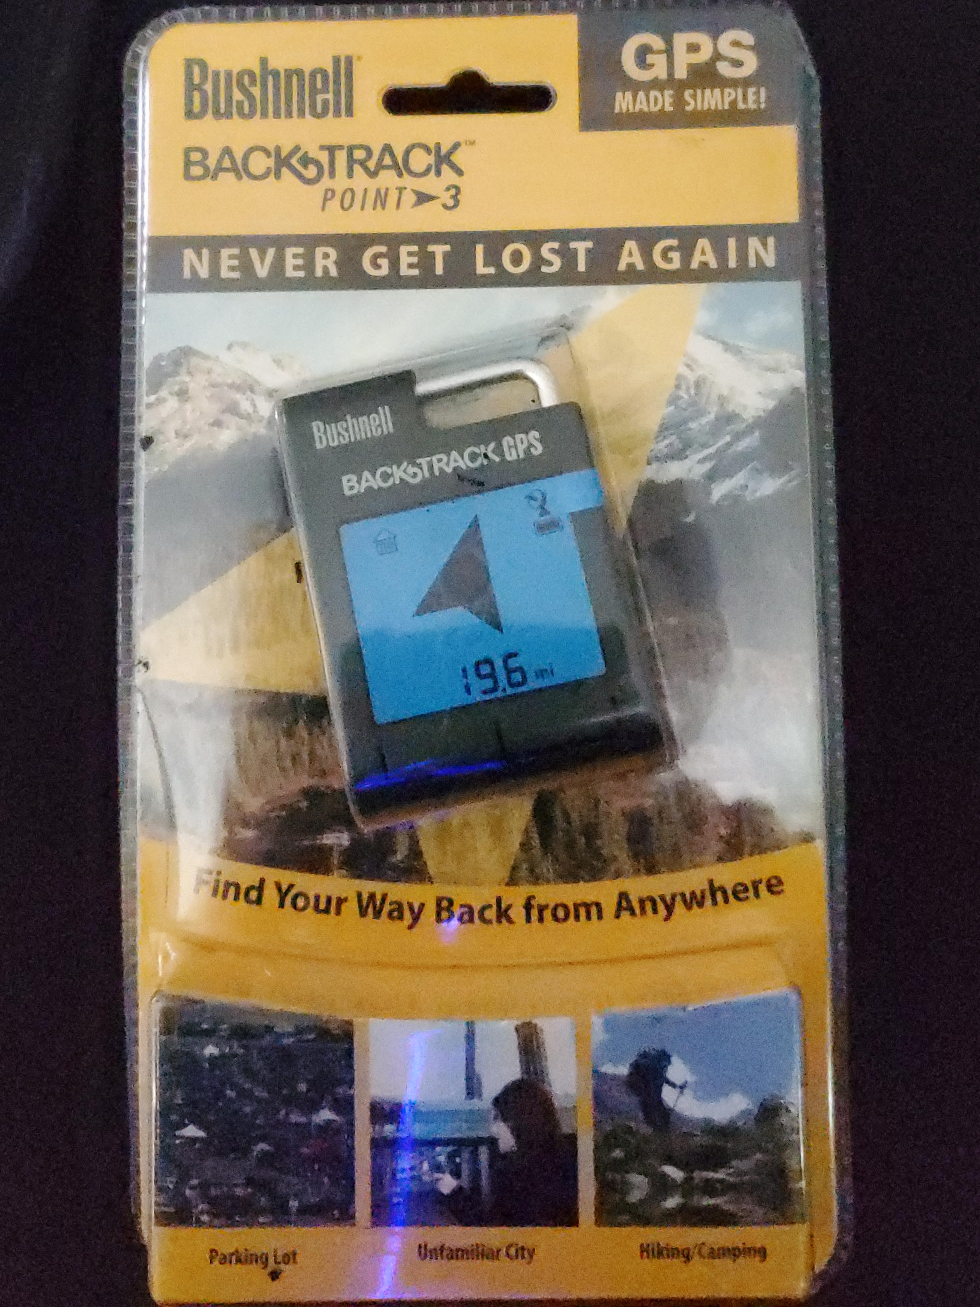 Bushnell
GPS
MADE SIMPLE!
BACKTRACK™
POINT➤3
NEVER GET LOST AGAIN
Bushnell
BACKTRACK GPS
19.6 mi
Find Your Way Back from Anywhere
Parking Lot
Unfamiliar City
Hiking/Camping